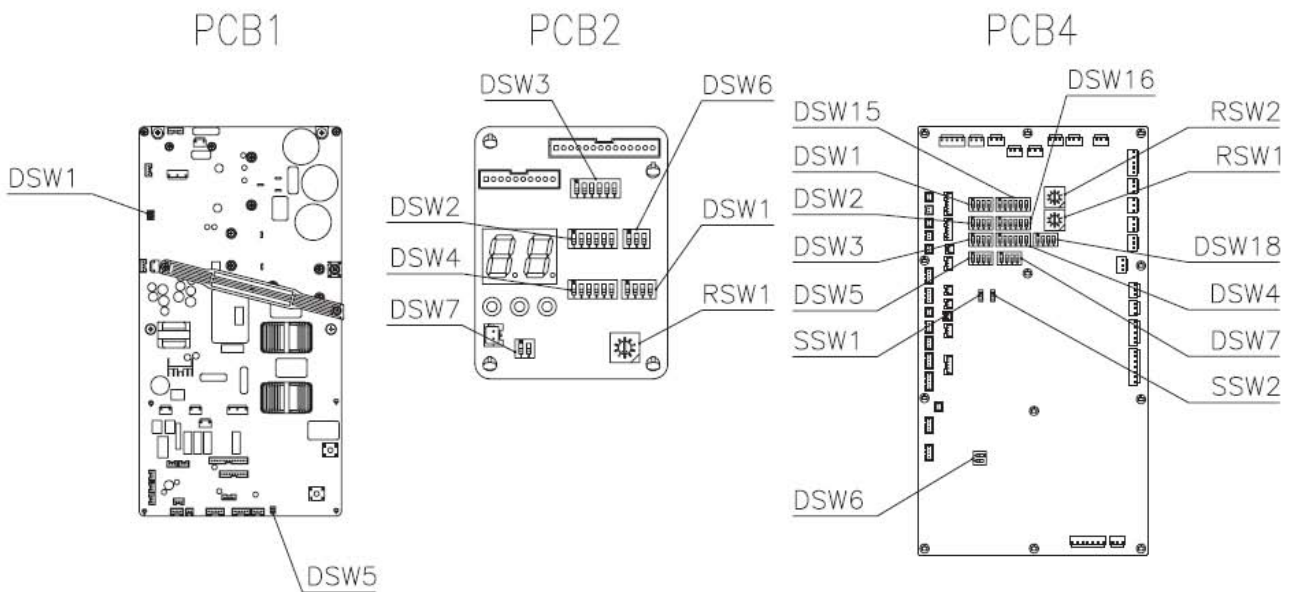 PCB1
PCB2
PCB4
DSW1
DSW5
DSW3
DSW6
DSW2
DSW1
DSW4
DSW7
RSW1
DSW16
DSW15
RSW2
DSW1
RSW1
DSW2
DSW3
DSW18
DSW5
DSW4
SSW1
DSW7
SSW2
DSW6